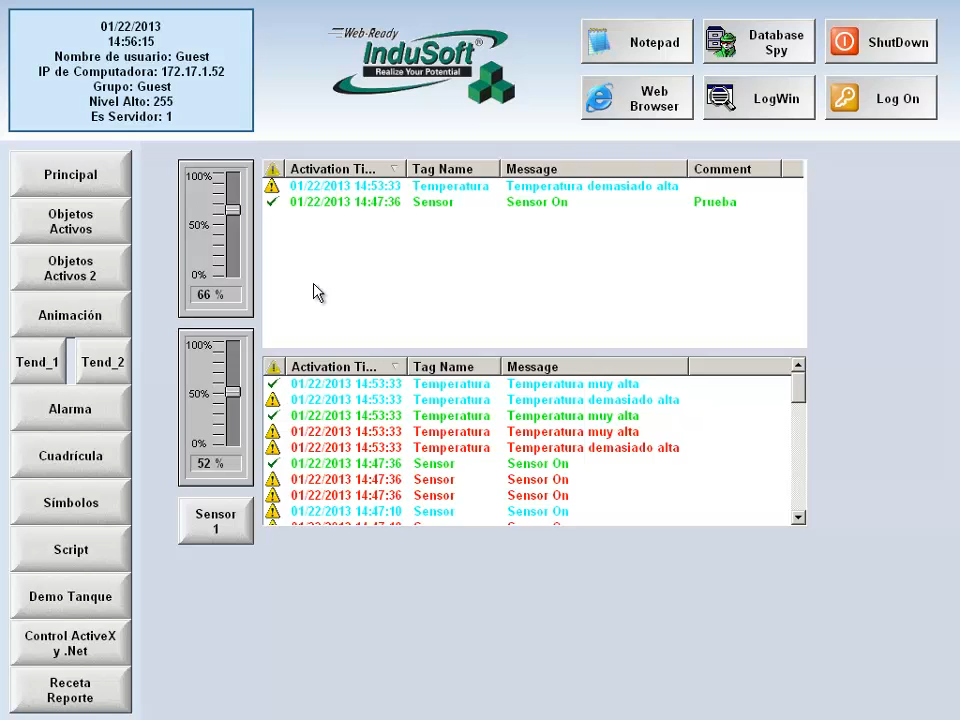 01/22/2013
14:56:15
Nombre de usuario: Guest
IP de Computadora: 172.17.1.52
Grupo: Guest
Nivel Alto: 255
Es Servidor: 1
Web-Ready
InduSoft®
Realize Your Potential
Notepad
Database
Spy
ShutDown
Web
Browser
LogWin
Log On
Principal
Objetos
Activos
Objetos
Activos 2
Animación
Tend_1 Tend_2
Alarma
Cuadrícula
Símbolos
Script
Demo Tanque
Control ActiveX
y .Net
Receta
Reporte
100%
50%
0%
66 %
100%
50%
0%
52 %
Sensor
1
Activation Ti... Tag Name Message Comment
01/22/2013 14:53:33 Temperatura Temperatura demasiado alta
01/22/2013 14:47:36 Sensor Sensor On Prueba
Activation Ti... Tag Name Message
01/22/2013 14:53:33 Temperatura Temperatura muy alta
01/22/2013 14:53:33 Temperatura Temperatura demasiado alta
01/22/2013 14:53:33 Temperatura Temperatura muy alta
01/22/2013 14:53:33 Temperatura Temperatura muy alta
01/22/2013 14:53:33 Temperatura Temperatura demasiado alta
01/22/2013 14:47:36 Sensor Sensor On
01/22/2013 14:47:36 Sensor Sensor On
01/22/2013 14:47:36 Sensor Sensor On
01/22/2013 14:47:10 Sensor Sensor On